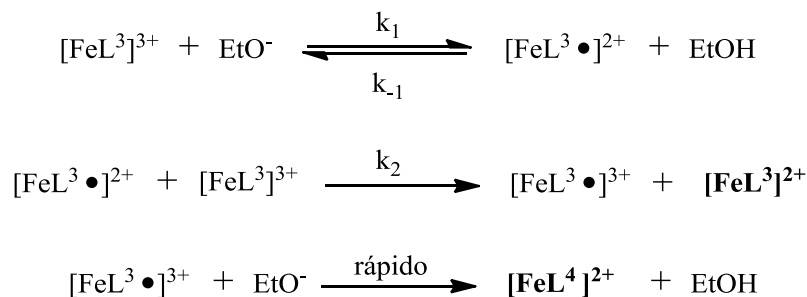 [FeL³]³⁺ + EtO⁻ k₁ k₋₁ [FeL³ •]²⁺ + EtOH
[FeL³ •]²⁺ + [FeL³]³⁺ k₂ [FeL³ •]³⁺ + [FeL³]²⁺
[FeL³ •]³⁺ + EtO⁻ rápido [FeL⁴ ]²⁺ + EtOH